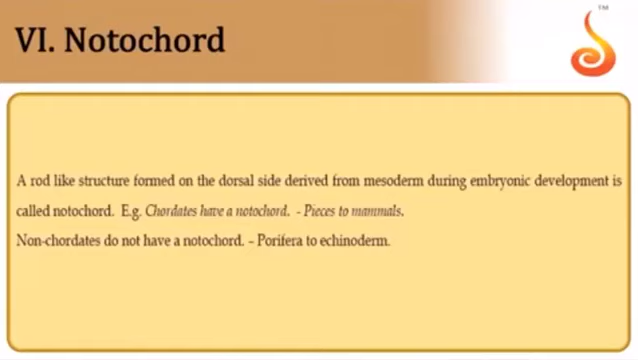 VI. Notochord
TM
A rod like structure formed on the dorsal side derived from mesoderm during embryonic development is
called notochord. E.g. Chordates have a notochord. - Pieces to mammals.
Non-chordates do not have a notochord. - Porifera to echinoderm.